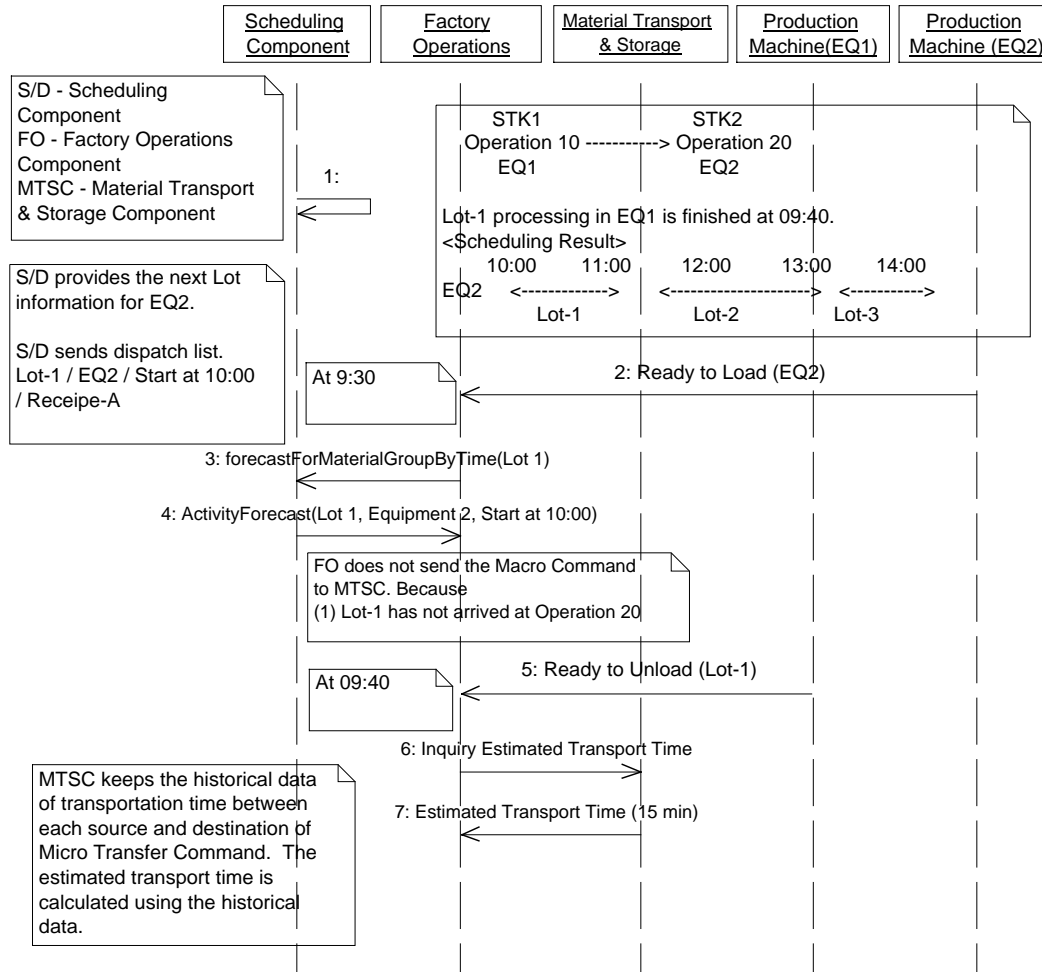 Scheduling
Component
Factory
Operations
Material Transport
& Storage
Production
Machine(EQ1)
Production
Machine (EQ2)
S/D - Scheduling
Component
FO - Factory Operations
Component
MTSC - Material Transport
& Storage Component
1:
STK1 STK2
Operation 10 -----------> Operation 20
EQ1 EQ2
Lot-1 processing in EQ1 is finished at 09:40.
<Scheduling Result>
10:00 11:00 12:00 13:00 14:00
EQ2 <------------> <------------------> <----------->
Lot-1 Lot-2 Lot-3
S/D provides the next Lot
information for EQ2.
S/D sends dispatch list.
Lot-1 / EQ2 / Start at 10:00
/ Receipe-A
At 9:30
2: Ready to Load (EQ2)
3: forecastForMaterialGroupByTime(Lot 1)
4: ActivityForecast(Lot 1, Equipment 2, Start at 10:00)
FO does not send the Macro Command
to MTSC. Because
(1) Lot-1 has not arrived at Operation 20
At 09:40
5: Ready to Unload (Lot-1)
6: Inquiry Estimated Transport Time
7: Estimated Transport Time (15 min)
MTSC keeps the historical data
of transportation time between
each source and destination of
Micro Transfer Command. The
estimated transport time is
calculated using the historical
data.